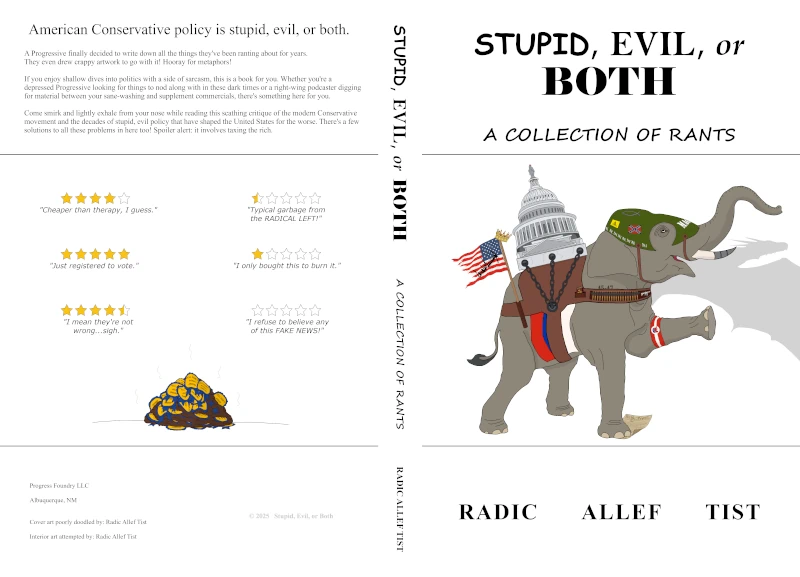 American Conservative policy is stupid, evil, or both.
A Progressive finally decided to write down all the things they've been ranting about for years.
They even drew crappy artwork to go with it! Hooray for metaphors!
If you enjoy shallow dives into politics with a side of sarcasm, this is a book for you. Whether you're a
depressed Progressive looking for things to nod along with in these dark times or a right-wing podcaster digging
for material between your sane-washing and supplement commercials, there's something here for you.
Come smirk and lightly exhale from your nose while reading this scathing critique of the modern Conservative
movement and the decades of stupid, evil policy that have shaped the United States for the worse. There's a few
solutions to all these problems in here too! Spoiler alert: it involves taxing the rich.
"Cheaper than therapy, I guess."
"Typical garbage from
the RADICAL LEFT!"
"Just registered to vote."
"I only bought this to burn it."
"I mean they're not
wrong...sigh."
"I refuse to believe any
of this FAKE NEWS!"
Progress Foundry LLC
Albuquerque, NM
Cover art poorly doodled by: Radic Allef Tist
Interior art attempted by: Radic Allef Tist
© 2025 Stupid, Evil, or Both
STUPID, EVIL, or BOTH
A COLLECTION OF RANTS
RADIC ALLEF TIST
STUPID, EVIL, or
BOTH
A COLLECTION OF RANTS
RADIC ALLEF TIST